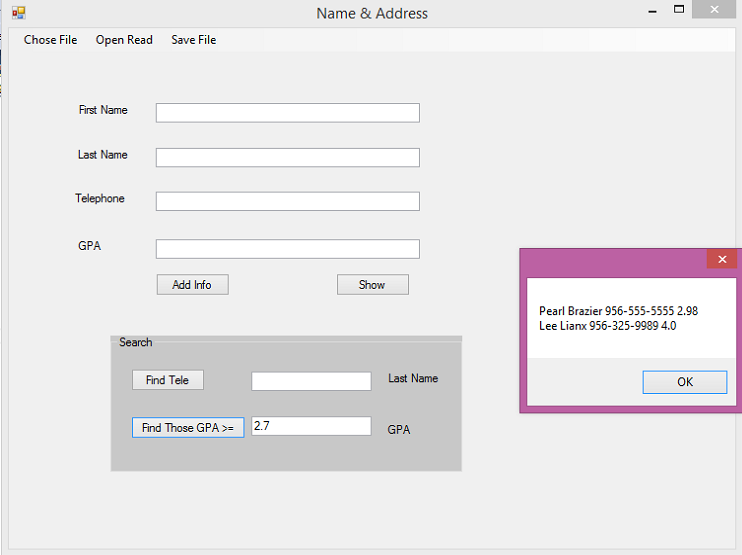 Name & Address
Chose File Open Read Save File
First Name
Last Name
Telephone
GPA
Add Info Show
Pearl Brazier 956-555-5555 2.98
Lee Lianx 956-325-9989 4.0
OK
Search
Find Tele Last Name
Find Those GPA >= 2.7 GPA